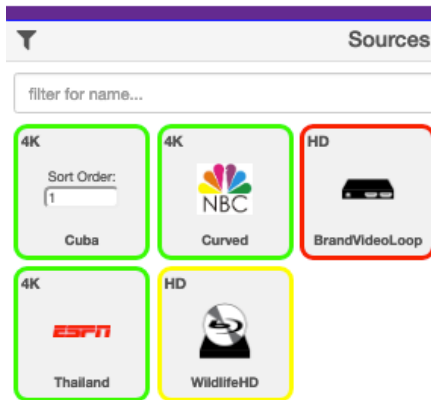 Sources
filter for name...
4K
Sort Order:
1
Cuba
4K
NBC
Curved
HD
BrandVideoLoop
4K
ESPN
Thailand
HD
WildlifeHD